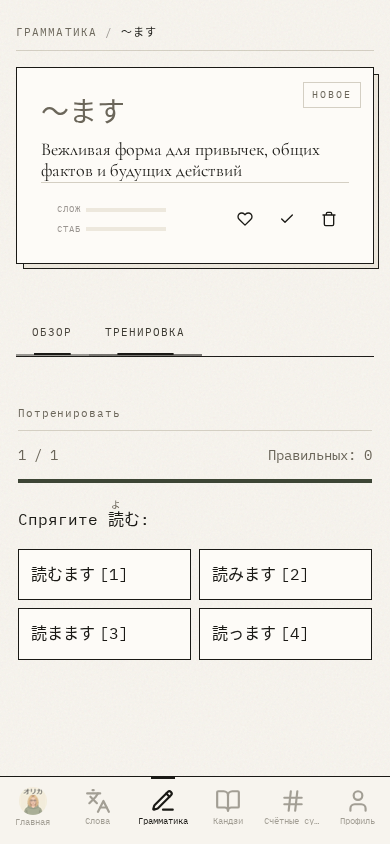 ГРАММАТИКА / 〜ます
НОВОЕ
〜ます
Вежливая форма для привычек, общих
фактов и будущих действий
СЛОЖ
СТАБ
ОБЗОР ТРЕНИРОВКА
Потренировать
1 / 1 Правильных: 0
よ
Спрягите 読む:
読むます [1] 読みます [2]
読まます [3] 読っます [4]
オリカ
Главная Слова Грамматика Кандзи Счётные су… Профиль